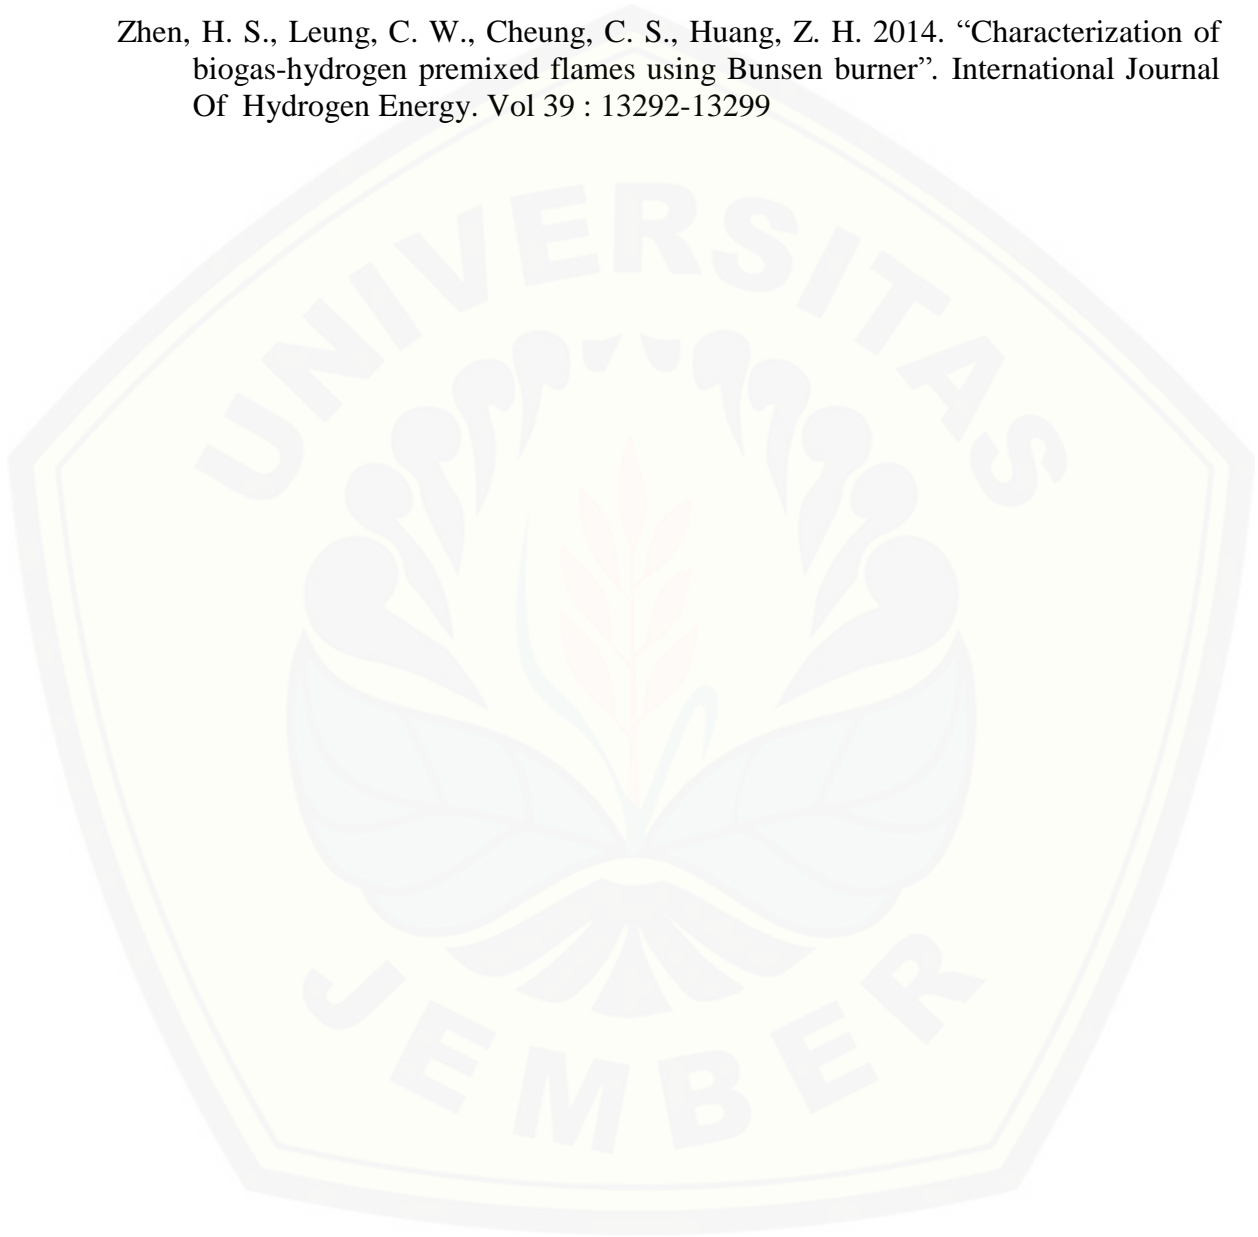 Zhen, H. S., Leung, C. W., Cheung, C. S., Huang, Z. H. 2014. “Characterization of
biogas-hydrogen premixed flames using Bunsen burner”. International Journal
Of  Hydrogen Energy. Vol 39 : 13292-13299
UNIVERSITAS
JEMBER